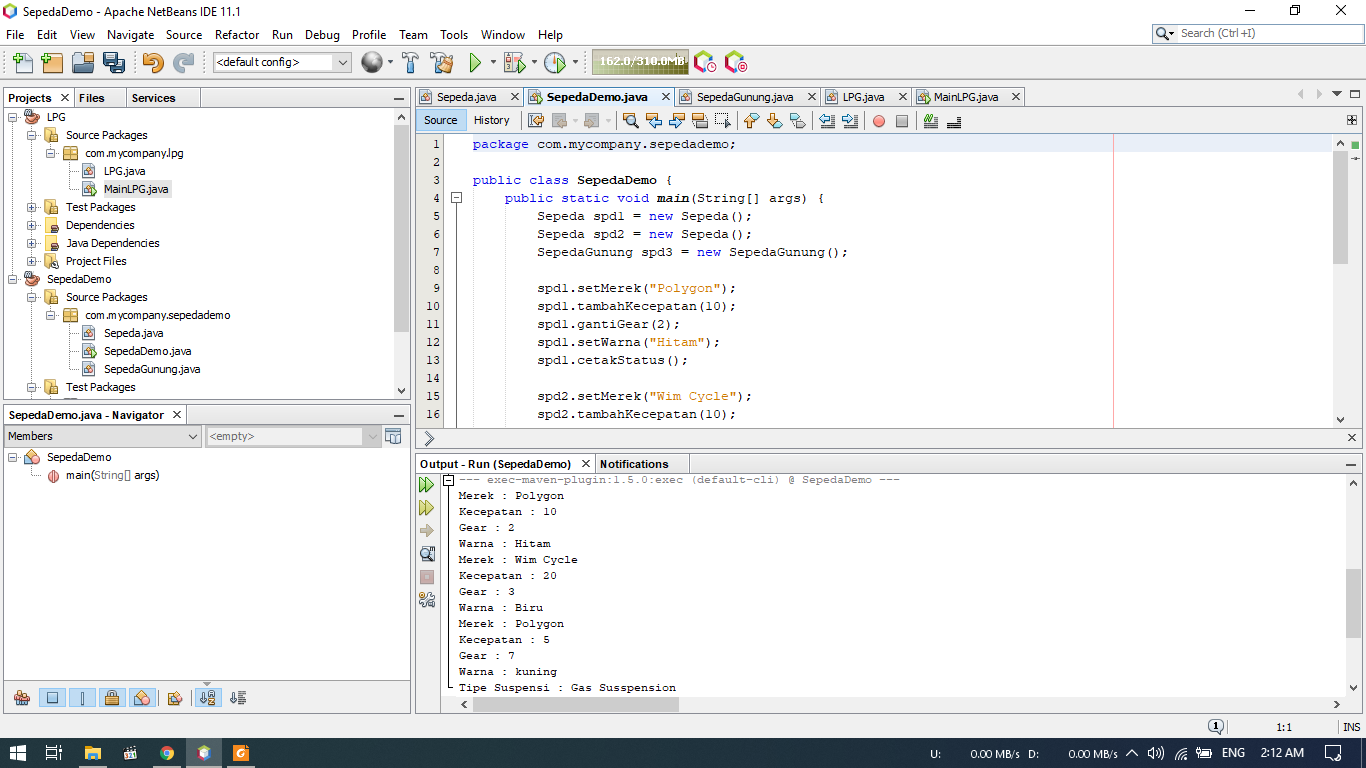 SepedaDemo - Apache NetBeans IDE 11.1
File Edit View Navigate Source Refactor Run Debug Profile Team Tools Window Help
Search (Ctrl+I)
<default config>
162.0/310.0MB
Projects Files Services
LPG
Source Packages
com.mycompany.lpg
LPG.java
MainLPG.java
Test Packages
Dependencies
Java Dependencies
Project Files
SepedaDemo
Source Packages
com.mycompany.sepedademo
Sepeda.java
SepedaDemo.java
SepedaGunung.java
Test Packages
SepedaDemo.java - Navigator
Members <empty>
SepedaDemo
main(String[] args)
Sepeda.java SepedaDemo.java SepedaGunung.java LPG.java MainLPG.java
Source History
1 package com.mycompany.sepedademo;
2
3 public class SepedaDemo {
4 public static void main(String[] args) {
5 Sepeda spd1 = new Sepeda();
6 Sepeda spd2 = new Sepeda();
7 SepedaGunung spd3 = new SepedaGunung();
8
9 spd1.setMerek("Polygon");
10 spd1.tambahKecepatan(10);
11 spd1.gantiGear(2);
12 spd1.setWarna("Hitam");
13 spd1.cetakStatus();
14
15 spd2.setMerek("Wim Cycle");
16 spd2.tambahKecepatan(10);
Output - Run (SepedaDemo) Notifications
--- exec-maven-plugin:1.5.0:exec (default-cli) @ SepedaDemo ---
Merek : Polygon
Kecepatan : 10
Gear : 2
Warna : Hitam
Merek : Wim Cycle
Kecepatan : 20
Gear : 3
Warna : Biru
Merek : Polygon
Kecepatan : 5
Gear : 7
Warna : kuning
Tipe Suspensi : Gas Susspension
1 1:1 INS
U: 0.00 MB/s D: 0.00 MB/s ENG 2:12 AM